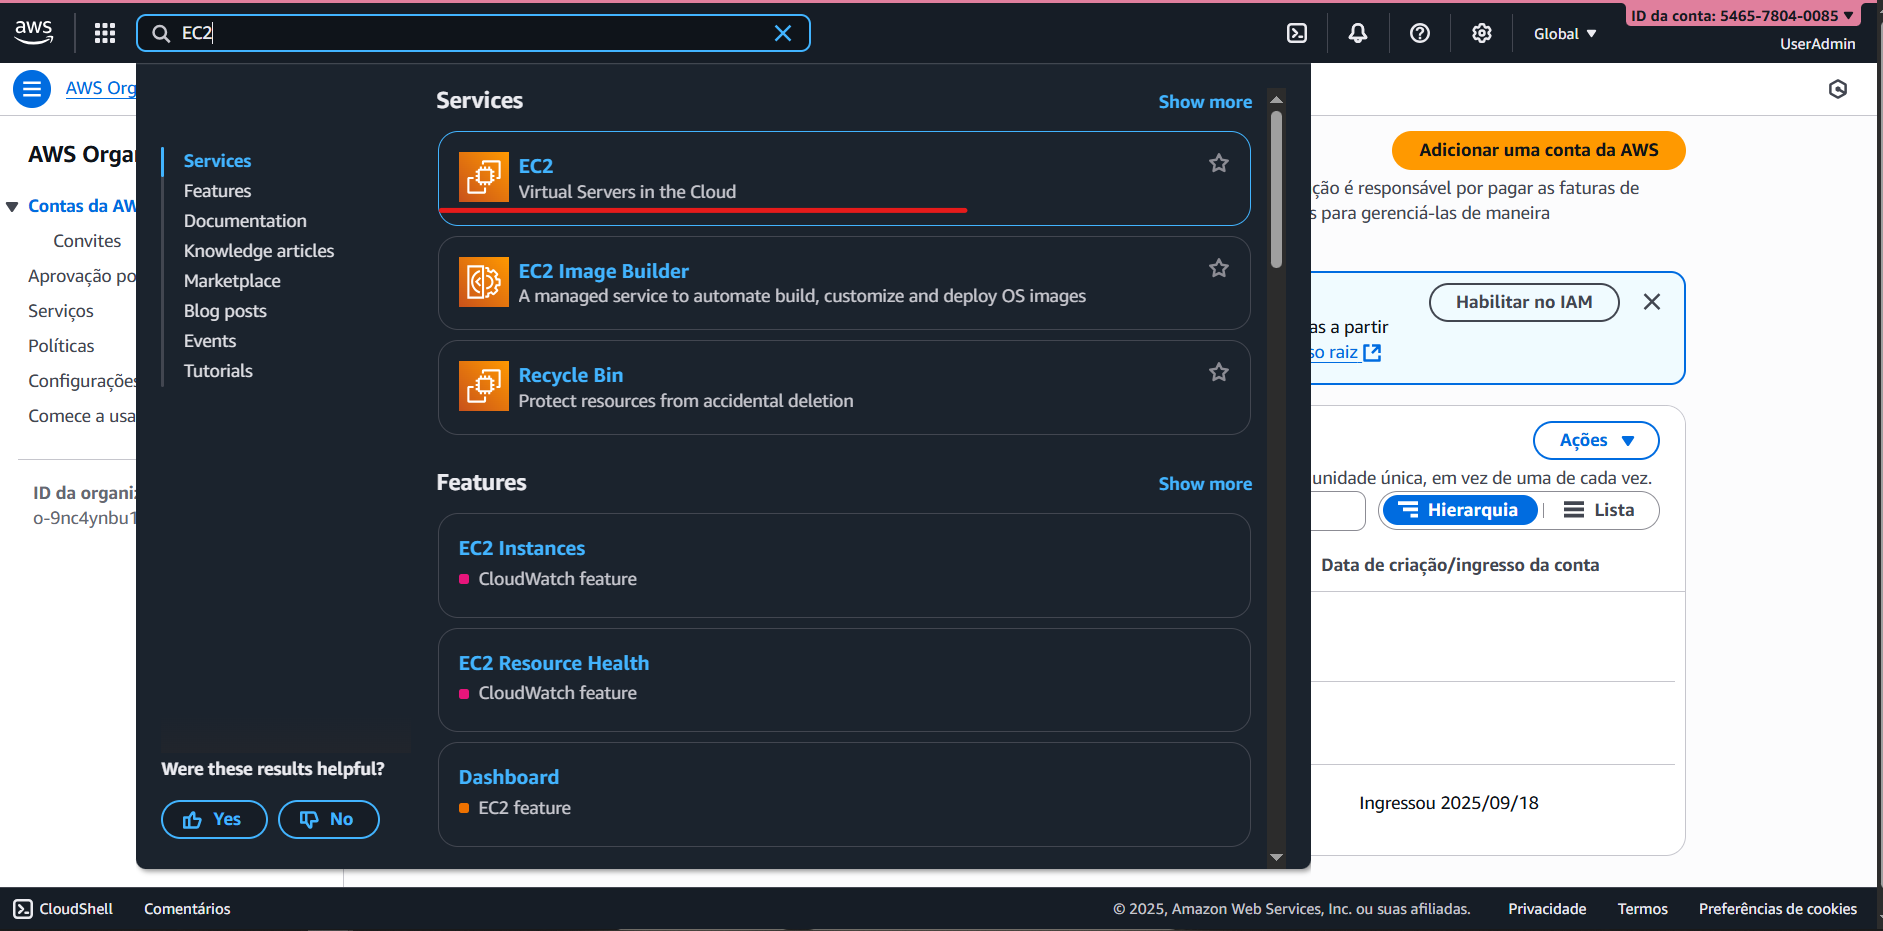 aws
EC2
Global
ID da conta: 5465-7804-0085
UserAdmin
AWS Org
AWS Orga
Contas da AW
Convites
Aprovação po
Serviços
Políticas
Configurações
Comece a usa
ID da organiz
o-9nc4ynbu1
Services
Features
Documentation
Knowledge articles
Marketplace
Blog posts
Events
Tutorials
Were these results helpful?
Yes
No
Services
Show more
EC2
Virtual Servers in the Cloud
EC2 Image Builder
A managed service to automate build, customize and deploy OS images
Recycle Bin
Protect resources from accidental deletion
Features
Show more
EC2 Instances
CloudWatch feature
EC2 Resource Health
CloudWatch feature
Dashboard
EC2 feature
Adicionar uma conta da AWS
ção é responsável por pagar as faturas de
s para gerenciá-las de maneira
Habilitar no IAM
as a partir
so raiz
Ações
unidade única, em vez de uma de cada vez.
Hierarquia
Lista
Data de criação/ingresso da conta
Ingressou 2025/09/18
CloudShell
Comentários
© 2025, Amazon Web Services, Inc. ou suas afiliadas.
Privacidade
Termos
Preferências de cookies